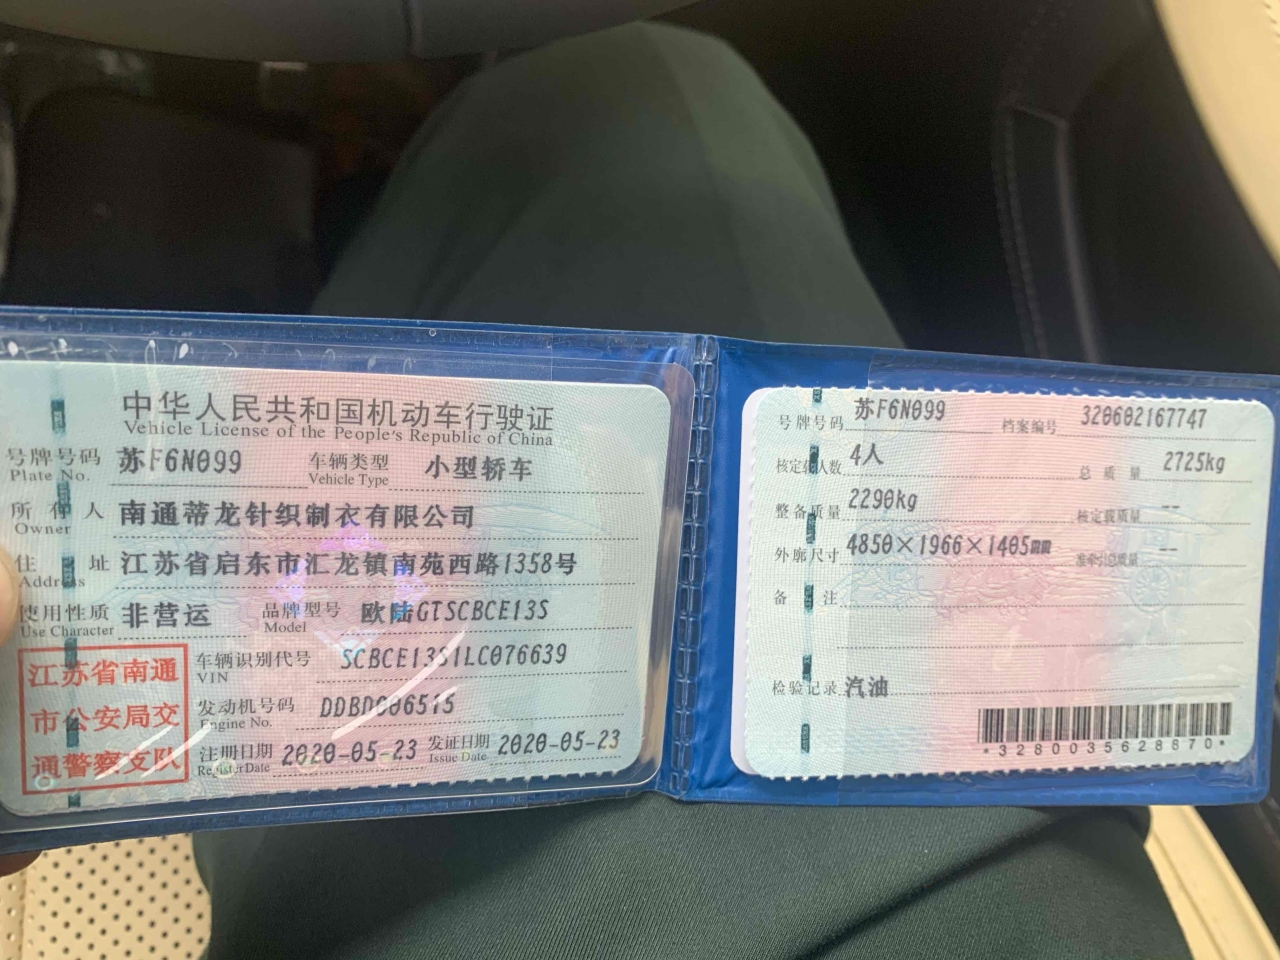 中华人民共和国机动车行驶证
Vehicle License of the People's Republic of China
号牌号码 苏F6N099 车辆类型 小型轿车
Plate No. Vehicle Type
所有人 南通蒂龙针织制衣有限公司
Owner
住址 江苏省启东市汇龙镇南苑西路1358号
Address
使用性质 非营运 品牌型号 欧陆GTSCBCE13S
Use Character Model
江苏省南通
市公安局交
通警察支队
车辆识别代号 SCBCE13S1LC076639
VIN
发动机号码 DDBD006515
Engine No.
注册日期 2020-05-23 发证日期 2020-05-23
Register Date Issue Date
号牌号码 苏F6N099 档案编号 320602167747
核定载人数 4人 总质量 2725kg
整备质量 2290kg 核定载质量 --
外廓尺寸 4850×1966×1405mm 准牵引总质量 --
备注
检验记录 汽油
*3280035628870*